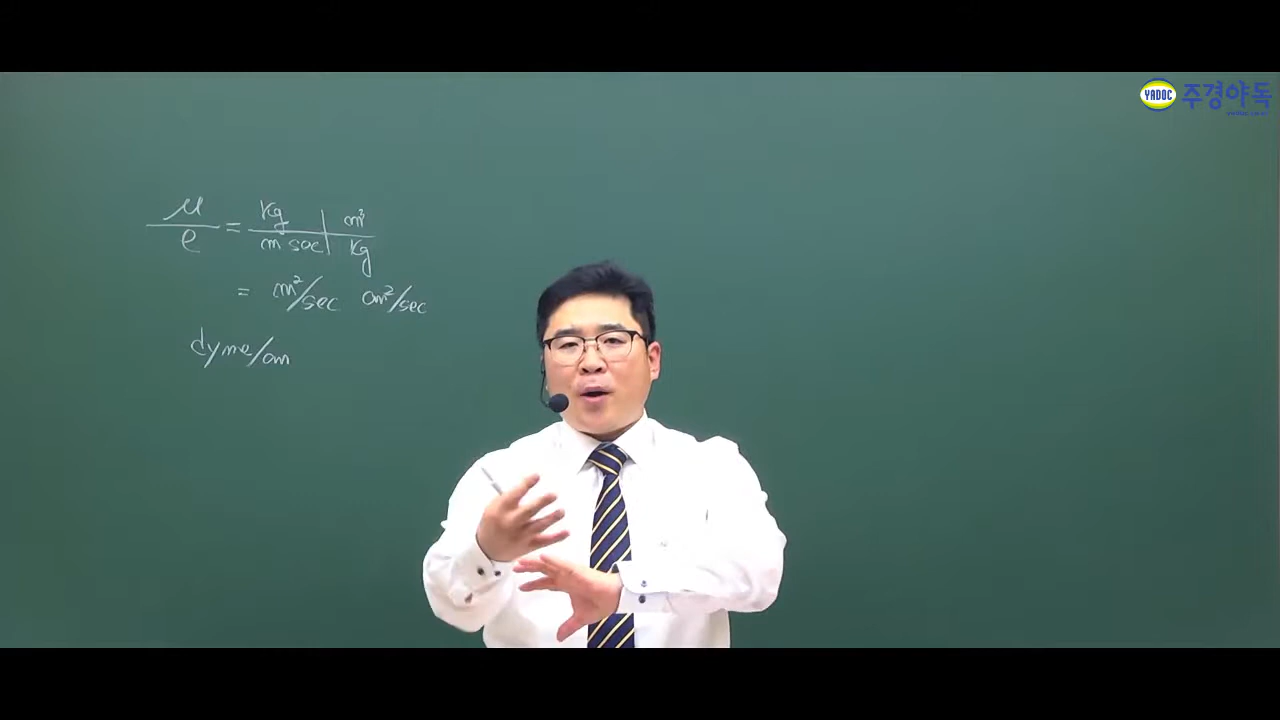 YADOC 주경야독
μ/ρ = kg/m sec | m³/kg
= m²/sec cm²/sec
dyne/cm